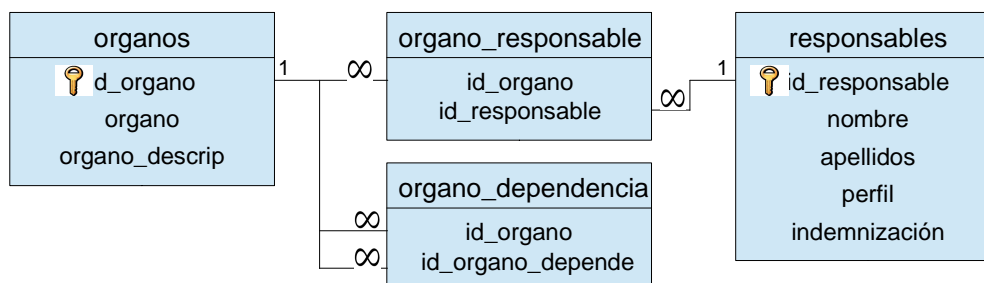 organos
d_organo
organo
organo_descrip
1
∞
organo_responsable
id_organo
id_responsable
∞
1
responsables
id_responsable
nombre
apellidos
perfil
indemnización
organo_dependencia
∞
id_organo
∞
id_organo_depende